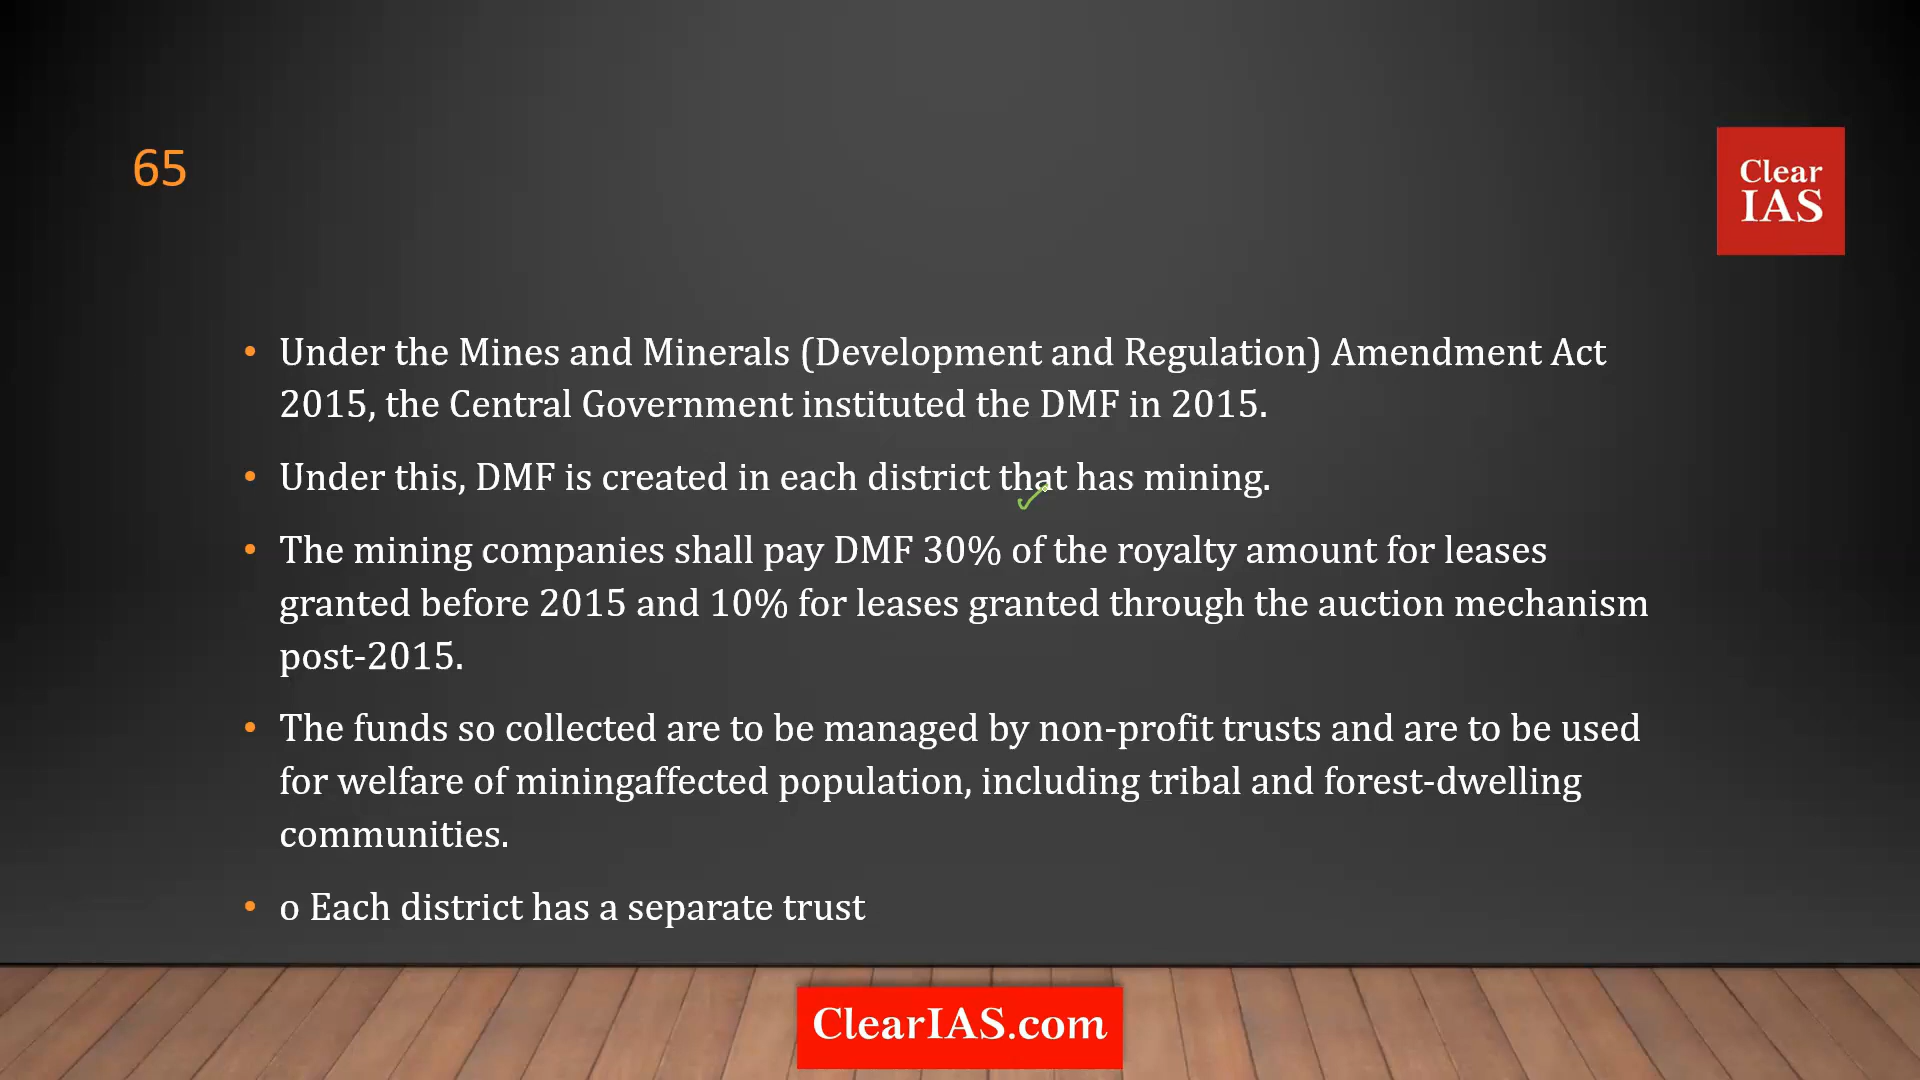 65
Clear
IAS
• Under the Mines and Minerals (Development and Regulation) Amendment Act
2015, the Central Government instituted the DMF in 2015.
• Under this, DMF is created in each district that has mining.
• The mining companies shall pay DMF 30% of the royalty amount for leases
granted before 2015 and 10% for leases granted through the auction mechanism
post-2015.
• The funds so collected are to be managed by non-profit trusts and are to be used
for welfare of miningaffected population, including tribal and forest-dwelling
communities.
• o Each district has a separate trust
ClearIAS.com